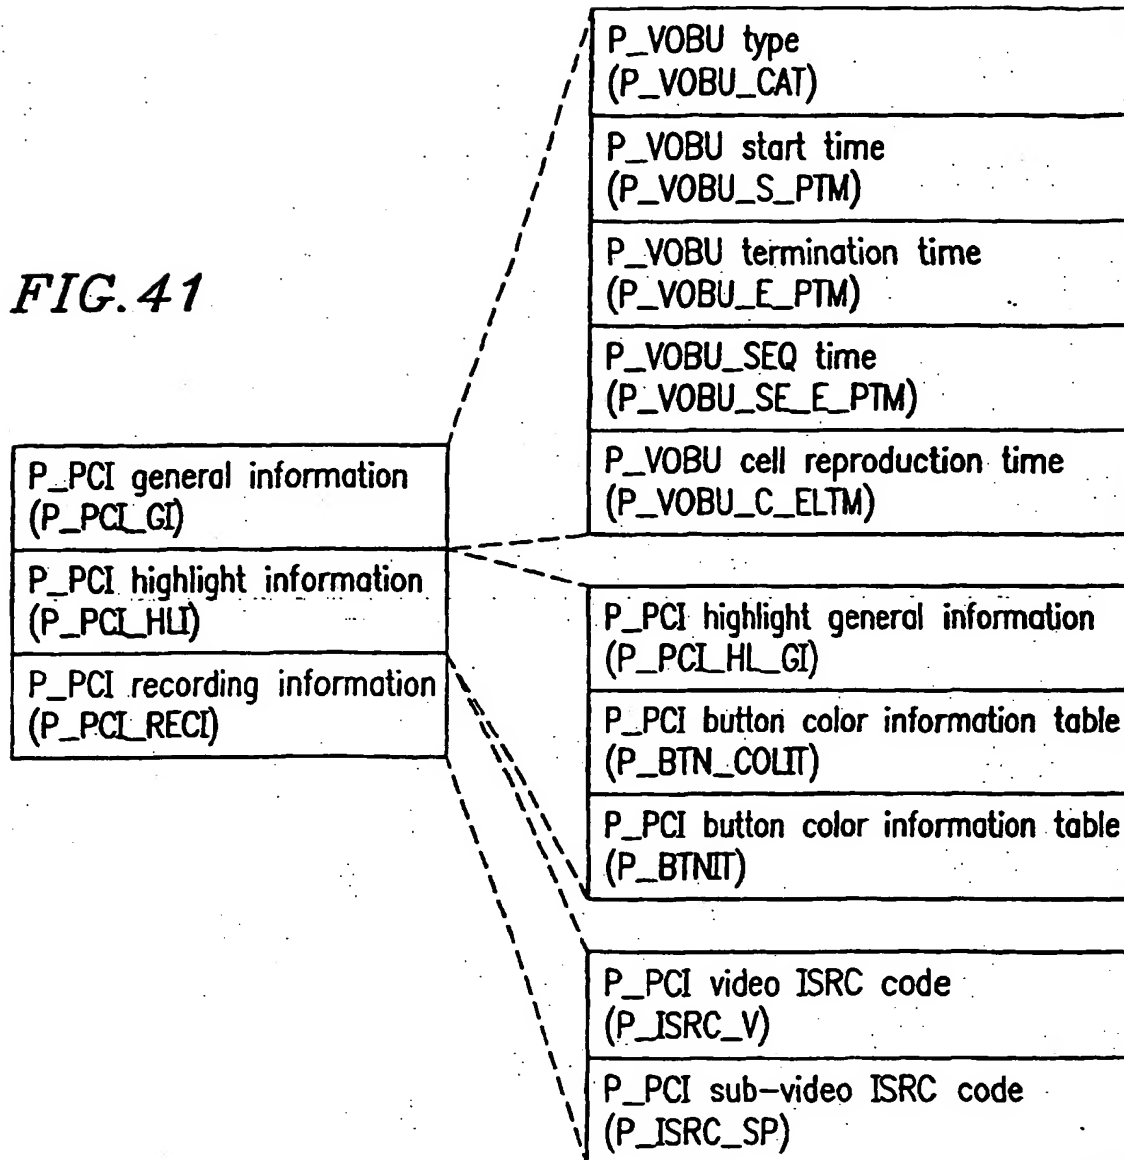 FIG. 41
P_PCI general information
(P_PCI_GI)
P_PCI highlight information
(P_PCI_HLI)
P_PCI recording information
(P_PCI_RECI)
P_VOBU type
(P_VOBU_CAT)
P_VOBU start time
(P_VOBU_S_PTM)
P_VOBU termination time
(P_VOBU_E_PTM)
P_VOBU_SEQ time
(P_VOBU_SE_E_PTM)
P_VOBU cell reproduction time
(P_VOBU_C_ELTM)
P_PCI highlight general information
(P_PCI_HL_GI)
P_PCI button color information table
(P_BTN_COLIT)
P_PCI button color information table
(P_BTNIT)
P_PCI video ISRC code
(P_ISRC_V)
P_PCI sub-video ISRC code
(P_ISRC_SP)